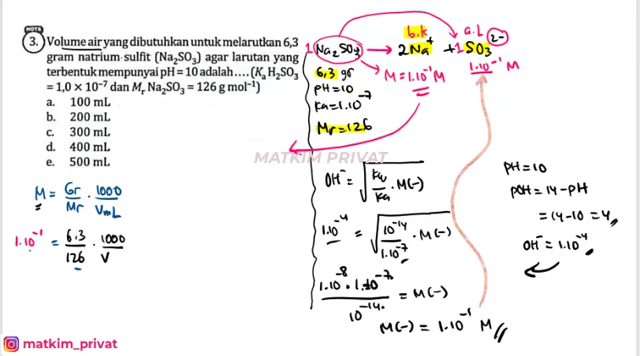 NOTE
3. Volume air yang dibutuhkan untuk melarutkan 6,3
gram natrium sulfit (Na₂SO₃) agar larutan yang
terbentuk mempunyai pH = 10 adalah.... (Kₐ H₂SO₃
= 1,0 × 10⁻⁷ dan Mᵣ Na₂SO₃ = 126 g mol⁻¹)
a. 100 mL
b. 200 mL
c. 300 mL
d. 400 mL
e. 500 mL
M = Gr/Mr . 1000/VmL
1.10⁻¹ = 6.3/126 . 1000/V
b.k a.l
1 Na₂SO₃ → 2Na⁺ + 1SO₃²⁻
6,3 gr M = 1.10⁻¹ M 1.10⁻¹ M
pH = 10
Ka = 1.10⁻⁷
Mr = 126
MATKIM PRIVAT
OH⁻ = √(Kw/Ka . M(-))
1.10⁻⁴ = √(10⁻¹⁴/1.10⁻⁷ . M(-))
1.10⁻⁸ . 1.10⁻⁷/10⁻¹⁴ = M(-)
M(-) = 1.10⁻¹ M
pH = 10
pOH = 14 - pH
= 14 - 10 = 4
OH⁻ = 1.10⁻⁴
matkim_privat
matkim_privat